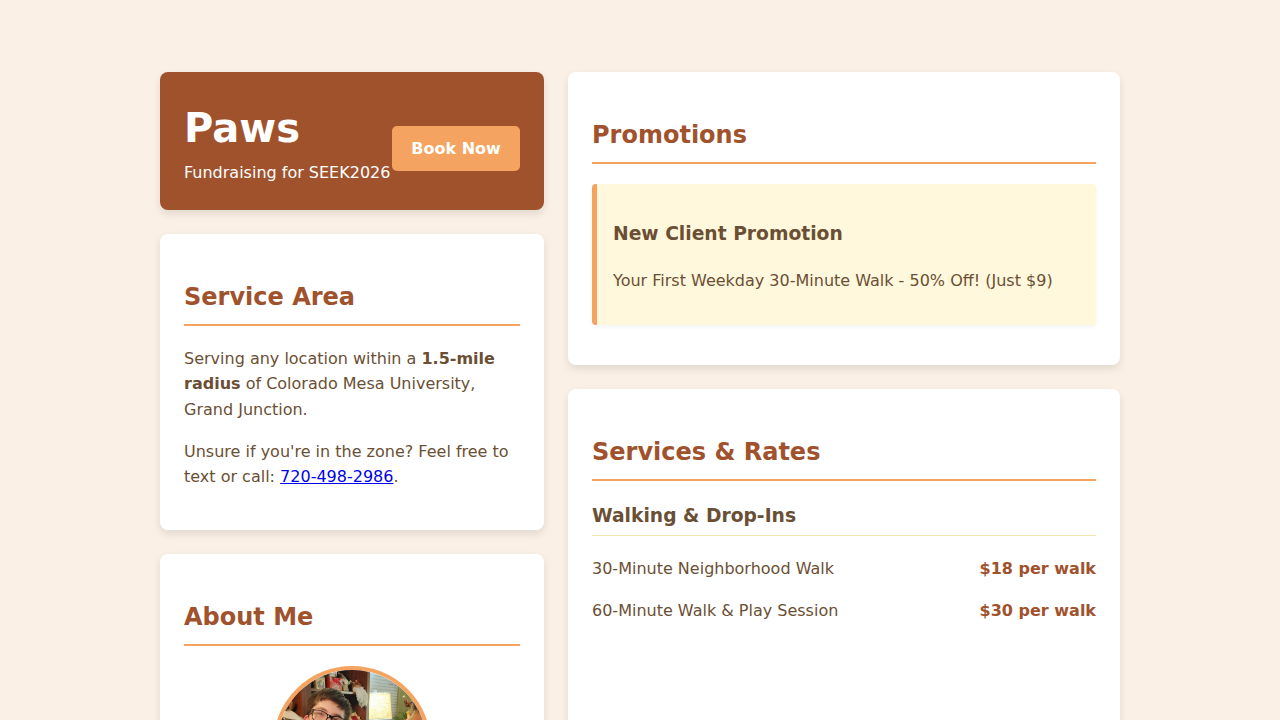 Paws
Fundraising for SEEK2026
Book Now
Service Area
Serving any location within a 1.5-mile
radius of Colorado Mesa University,
Grand Junction.
Unsure if you're in the zone? Feel free to
text or call: 720-498-2986.
About Me
Promotions
New Client Promotion
Your First Weekday 30-Minute Walk - 50% Off! (Just $9)
Services & Rates
Walking & Drop-Ins
30-Minute Neighborhood Walk $18 per walk
60-Minute Walk & Play Session $30 per walk